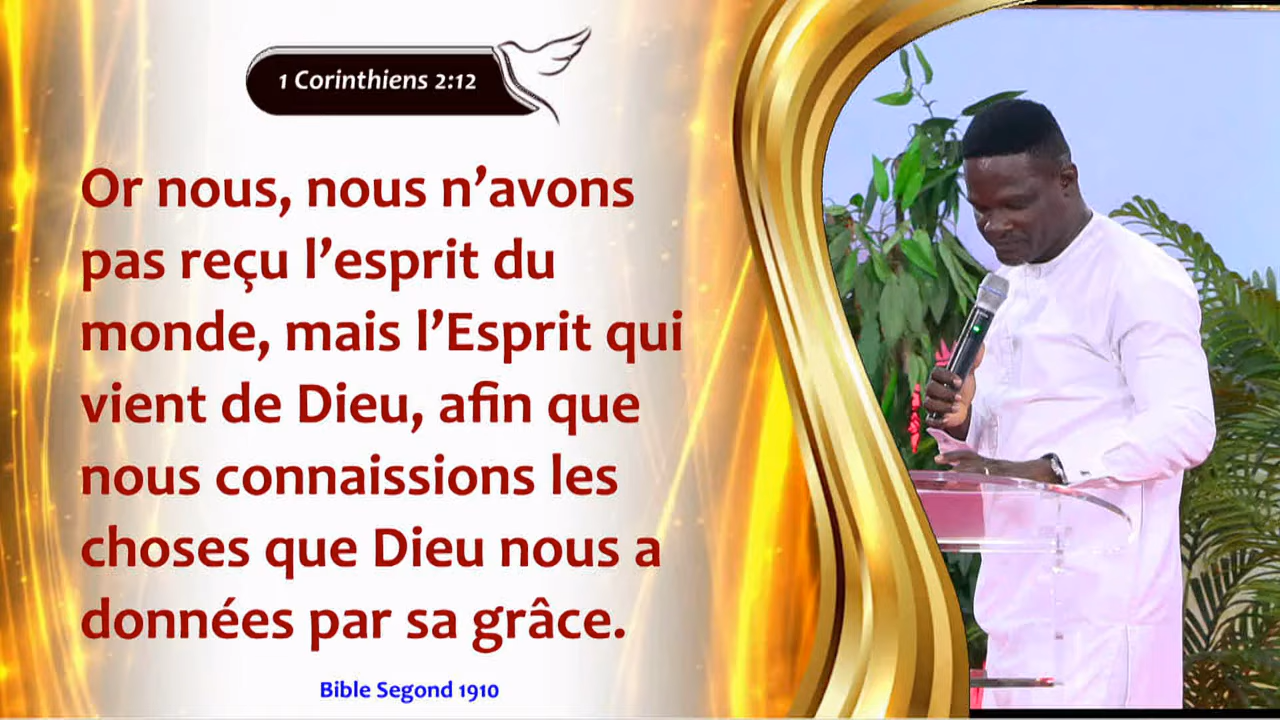 1 Corinthiens 2:12
Or nous, nous n’avons
pas reçu l’esprit du
monde, mais l’Esprit qui
vient de Dieu, afin que
nous connaissions les
choses que Dieu nous a
données par sa grâce.
Bible Segond 1910